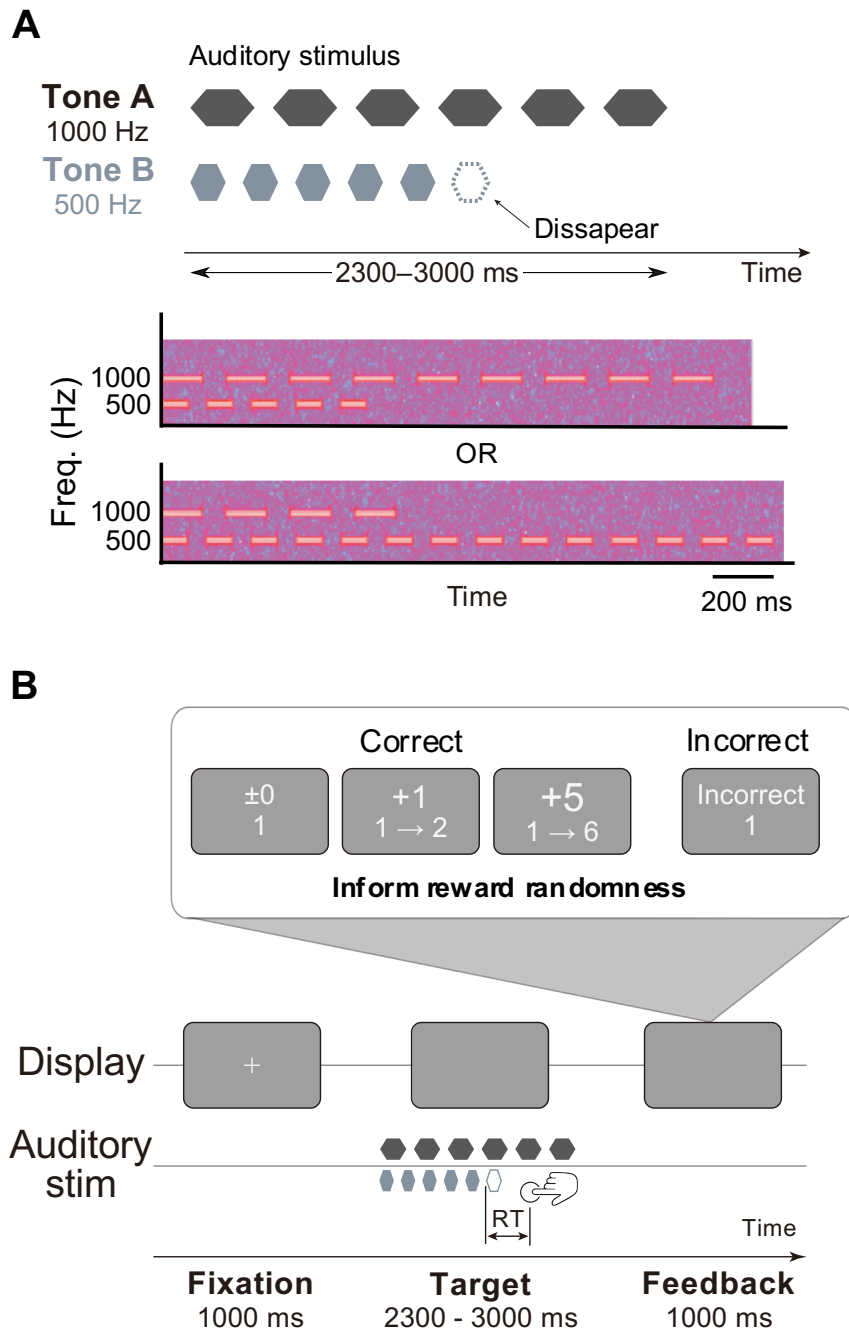 A
Auditory stimulus
Tone A
1000 Hz
Tone B
500 Hz
Dissapear
2300–3000 ms
Time
Freq. (Hz)
1000
500
OR
1000
500
Time
200 ms
B
Correct
Incorrect
±0
1
+1
1 → 2
+5
1 → 6
Incorrect
1
Inform reward randomness
Display
+
Auditory
stim
RT
Time
Fixation
1000 ms
Target
2300 - 3000 ms
Feedback
1000 ms